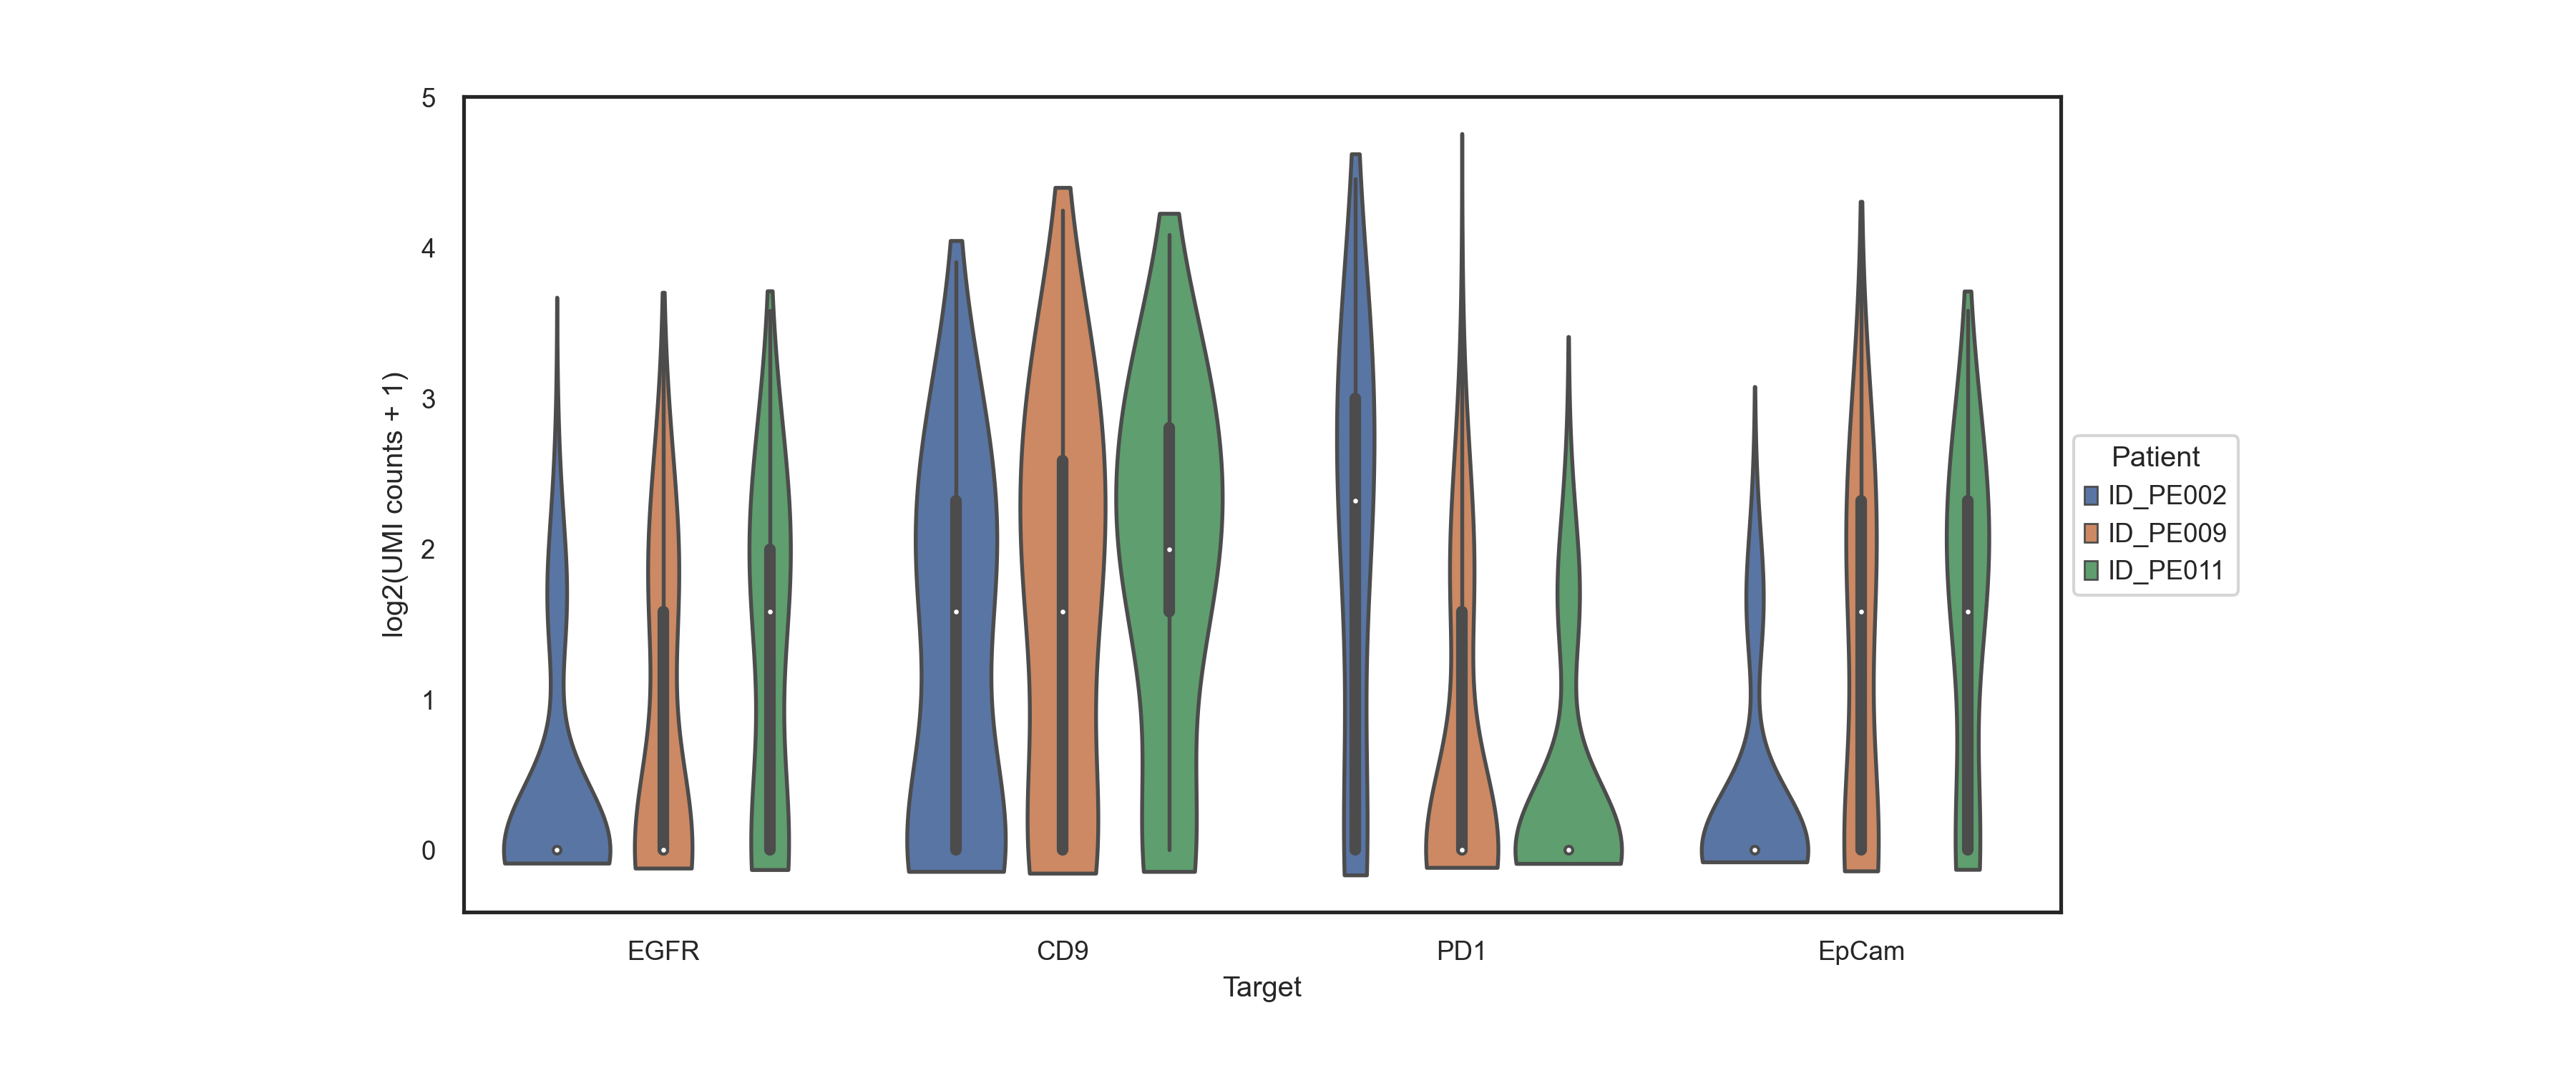 5
4
3
2
1
0
log2(UMI counts + 1)
EGFR
CD9
PD1
EpCam
Target
Patient
ID_PE002
ID_PE009
ID_PE011